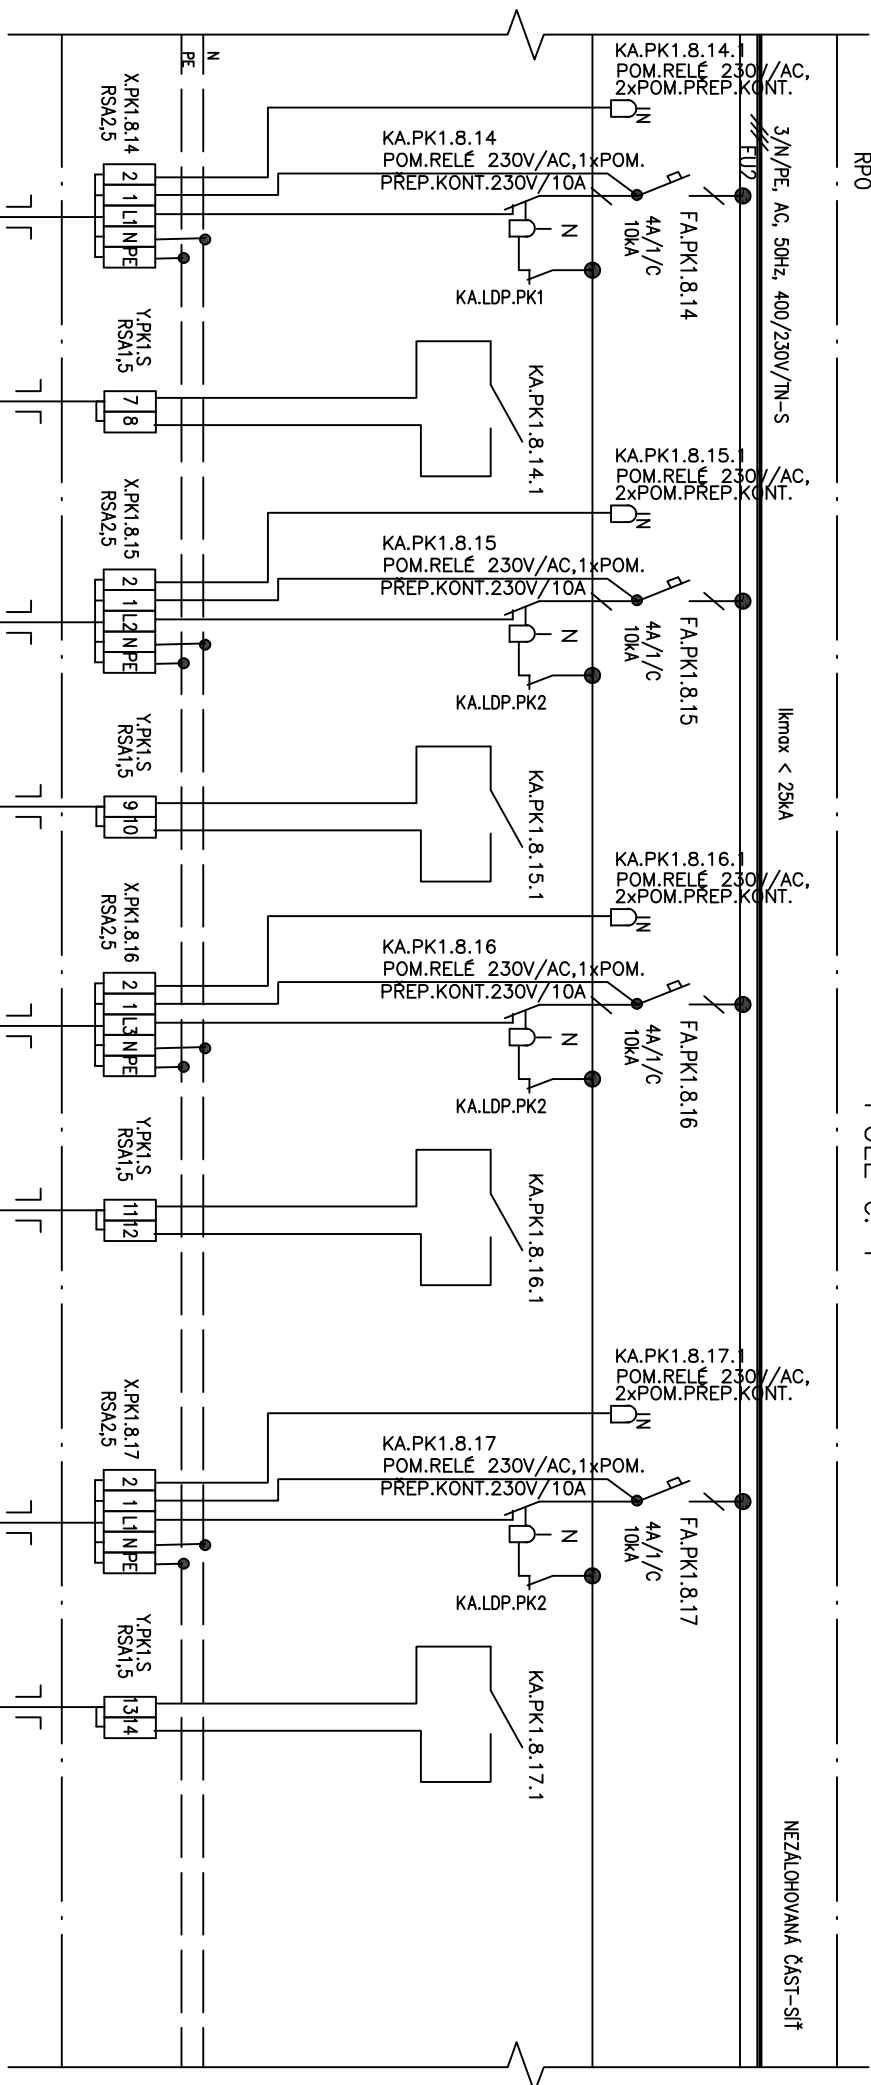 RPO
3/N/PE, AC, 50Hz, 400/230V/TN-S
FU2
Ikmax < 25kA
NEZÁLOHOVANÁ ČÁST-SÍŤ
N
PE
KA.PK1.8.14.1
POM.RELÉ 230V/AC,
2xPOM.PŘEP.KONT.
N
KA.PK1.8.14
POM.RELÉ 230V/AC,1xPOM.
PŘEP.KONT.230V/10A
FA.PK1.8.14
4A/1/C
10kA
N
KA.LDP.PK1
X.PK1.8.14
RSA2,5
2
1
L1
N
PE
KA.PK1.8.14.1
Y.PK1.S
RSA1,5
7
8
KA.PK1.8.15.1
POM.RELÉ 230V/AC,
2xPOM.PŘEP.KONT.
N
KA.PK1.8.15
POM.RELÉ 230V/AC,1xPOM.
PŘEP.KONT.230V/10A
FA.PK1.8.15
4A/1/C
10kA
N
KA.LDP.PK2
X.PK1.8.15
RSA2,5
2
1
L2
N
PE
KA.PK1.8.15.1
Y.PK1.S
RSA1,5
9
10
KA.PK1.8.16.1
POM.RELÉ 230V/AC,
2xPOM.PŘEP.KONT.
N
KA.PK1.8.16
POM.RELÉ 230V/AC,1xPOM.
PŘEP.KONT.230V/10A
FA.PK1.8.16
4A/1/C
10kA
N
KA.LDP.PK2
X.PK1.8.16
RSA2,5
2
1
L3
N
PE
KA.PK1.8.16.1
Y.PK1.S
RSA1,5
11
12
KA.PK1.8.17.1
POM.RELÉ 230V/AC,
2xPOM.PŘEP.KONT.
N
KA.PK1.8.17
POM.RELÉ 230V/AC,1xPOM.
PŘEP.KONT.230V/10A
FA.PK1.8.17
4A/1/C
10kA
N
KA.LDP.PK2
X.PK1.8.17
RSA2,5
2
1
L1
N
PE
KA.PK1.8.17.1
Y.PK1.S
RSA1,5
13
14